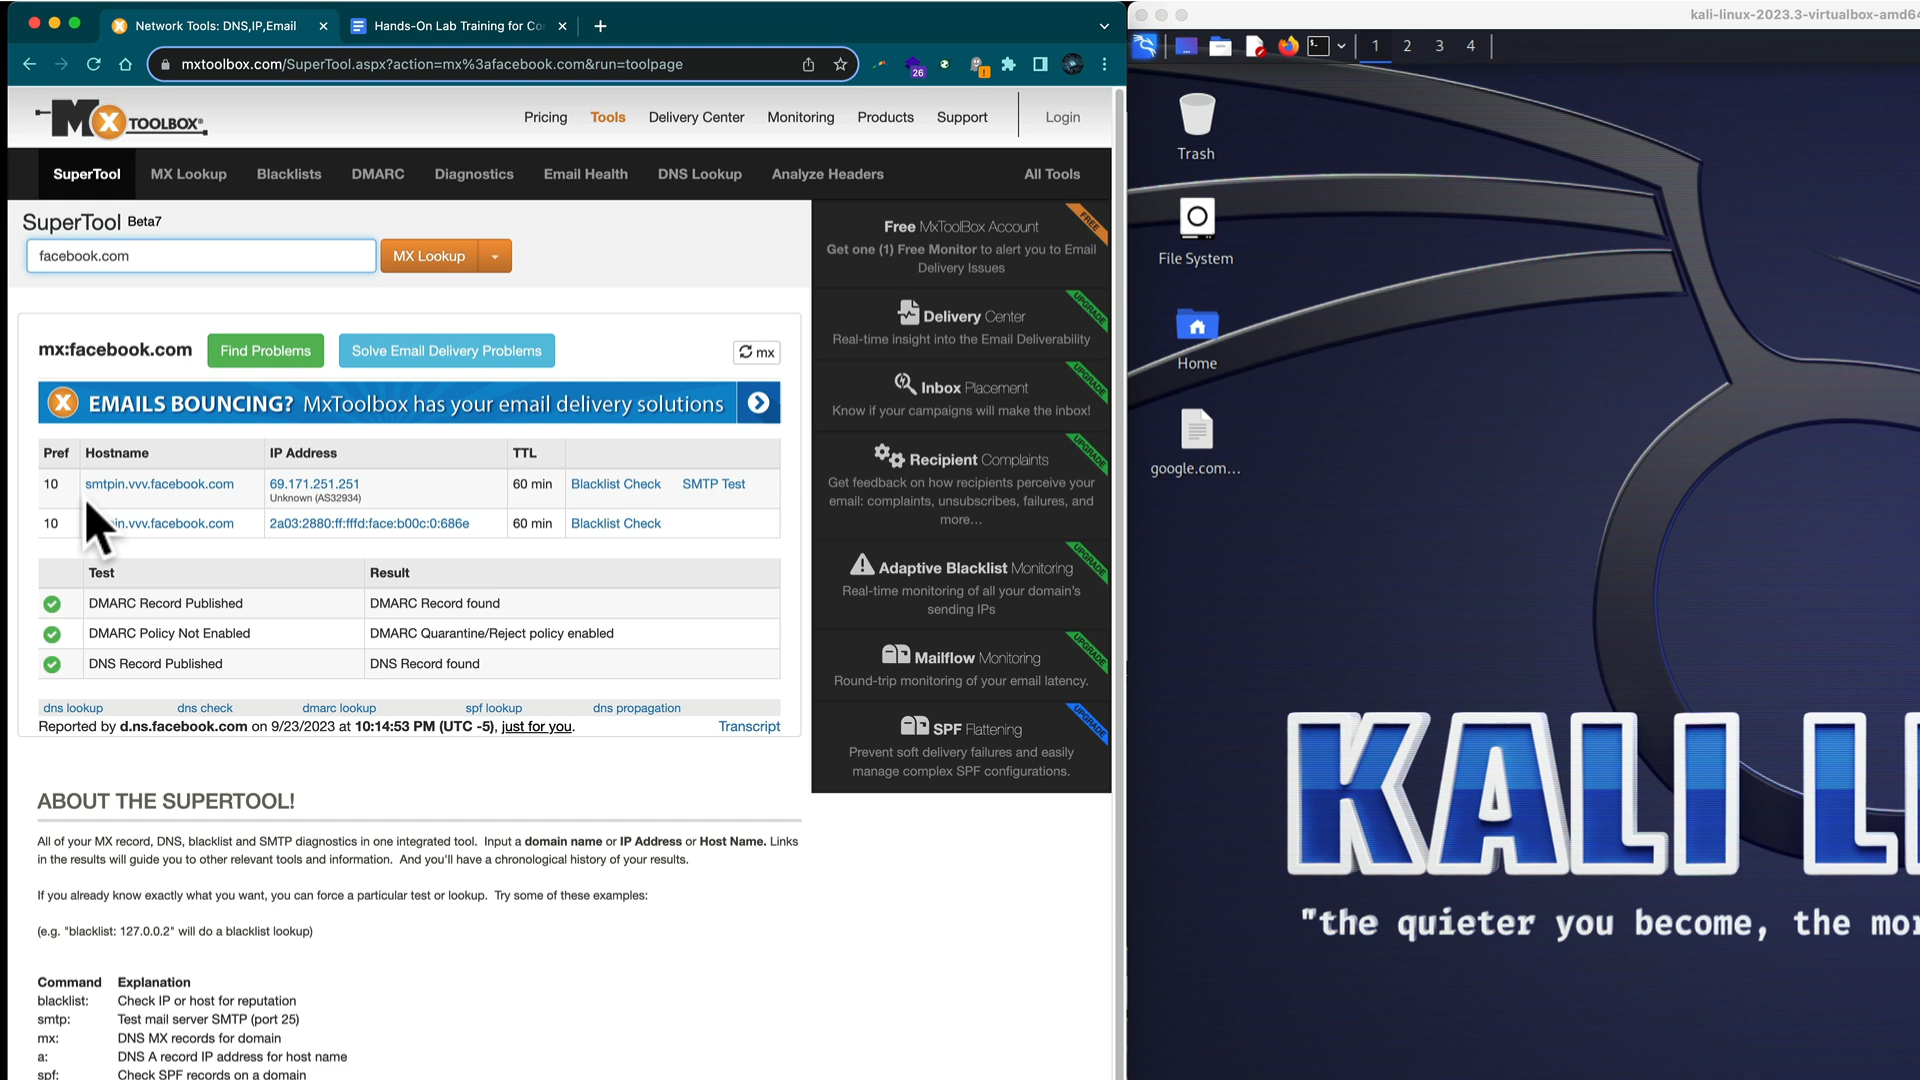 Network Tools: DNS,IP,Email
Hands-On Lab Training for Co
mxtoolbox.com/SuperTool.aspx?action=mx%3afacebook.com&run=toolpage
26
MX TOOLBOX®
Pricing Tools Delivery Center Monitoring Products Support Login
SuperTool MX Lookup Blacklists DMARC Diagnostics Email Health DNS Lookup Analyze Headers All Tools
SuperTool Beta7
facebook.com MX Lookup
mx:facebook.com Find Problems Solve Email Delivery Problems mx
X EMAILS BOUNCING? MxToolbox has your email delivery solutions
Pref Hostname IP Address TTL
10 smtpin.vvv.facebook.com 69.171.251.251 60 min Blacklist Check SMTP Test
Unknown (AS32934)
10 in.vvv.facebook.com 2a03:2880:ff:fffd:face:b00c:0:686e 60 min Blacklist Check
Test Result
DMARC Record Published DMARC Record found
DMARC Policy Not Enabled DMARC Quarantine/Reject policy enabled
DNS Record Published DNS Record found
dns lookup dns check dmarc lookup spf lookup dns propagation
Reported by d.ns.facebook.com on 9/23/2023 at 10:14:53 PM (UTC -5), just for you. Transcript
ABOUT THE SUPERTOOL!
All of your MX record, DNS, blacklist and SMTP diagnostics in one integrated tool. Input a domain name or IP Address or Host Name. Links
in the results will guide you to other relevant tools and information. And you'll have a chronological history of your results.
If you already know exactly what you want, you can force a particular test or lookup. Try some of these examples:
(e.g. "blacklist: 127.0.0.2" will do a blacklist lookup)
Command Explanation
blacklist: Check IP or host for reputation
smtp: Test mail server SMTP (port 25)
mx: DNS MX records for domain
a: DNS A record IP address for host name
spf: Check SPF records on a domain
FREE
Free MxToolBox Account
Get one (1) Free Monitor to alert you to Email
Delivery Issues
UPGRADE
Delivery Center
Real-time insight into the Email Deliverability
UPGRADE
Inbox Placement
Know if your campaigns will make the inbox!
UPGRADE
Recipient Complaints
Get feedback on how recipients perceive your
email: complaints, unsubscribes, failures, and
more...
UPGRADE
Adaptive Blacklist Monitoring
Real-time monitoring of all your domain's
sending IPs
UPGRADE
Mailflow Monitoring
Round-trip monitoring of your email latency.
UPGRADE
SPF Flattening
Prevent soft delivery failures and easily
manage complex SPF configurations.
kali-linux-2023.3-virtualbox-amd64
1 2 3 4
Trash
File System
Home
google.com...
KALI LI
"the quieter you become, the mor